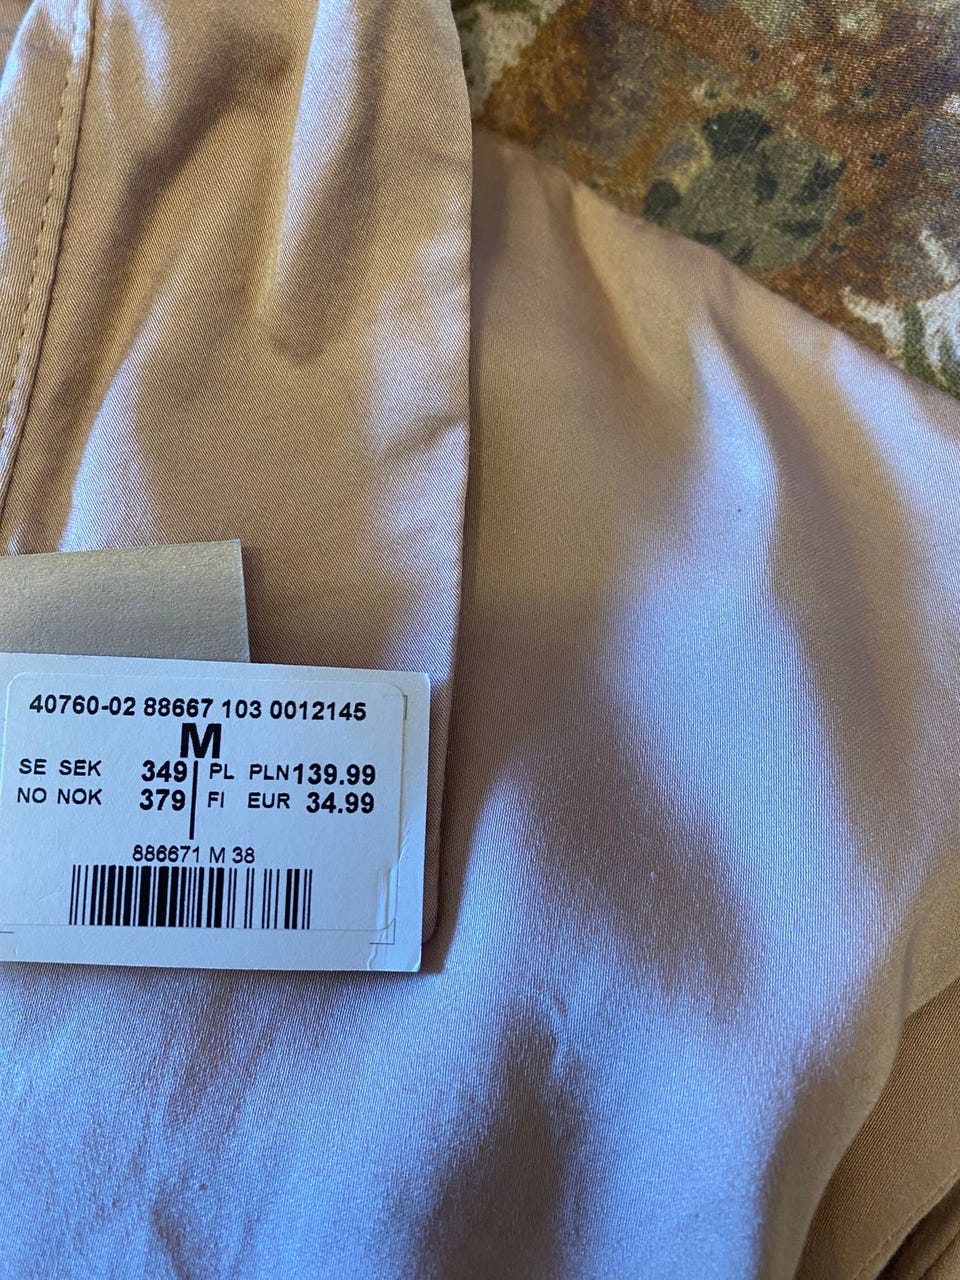 40760-02 88667 103 0012145
M
SE SEK 349 PL PLN 139.99
NO NOK 379 FI EUR 34.99
886671 M 38